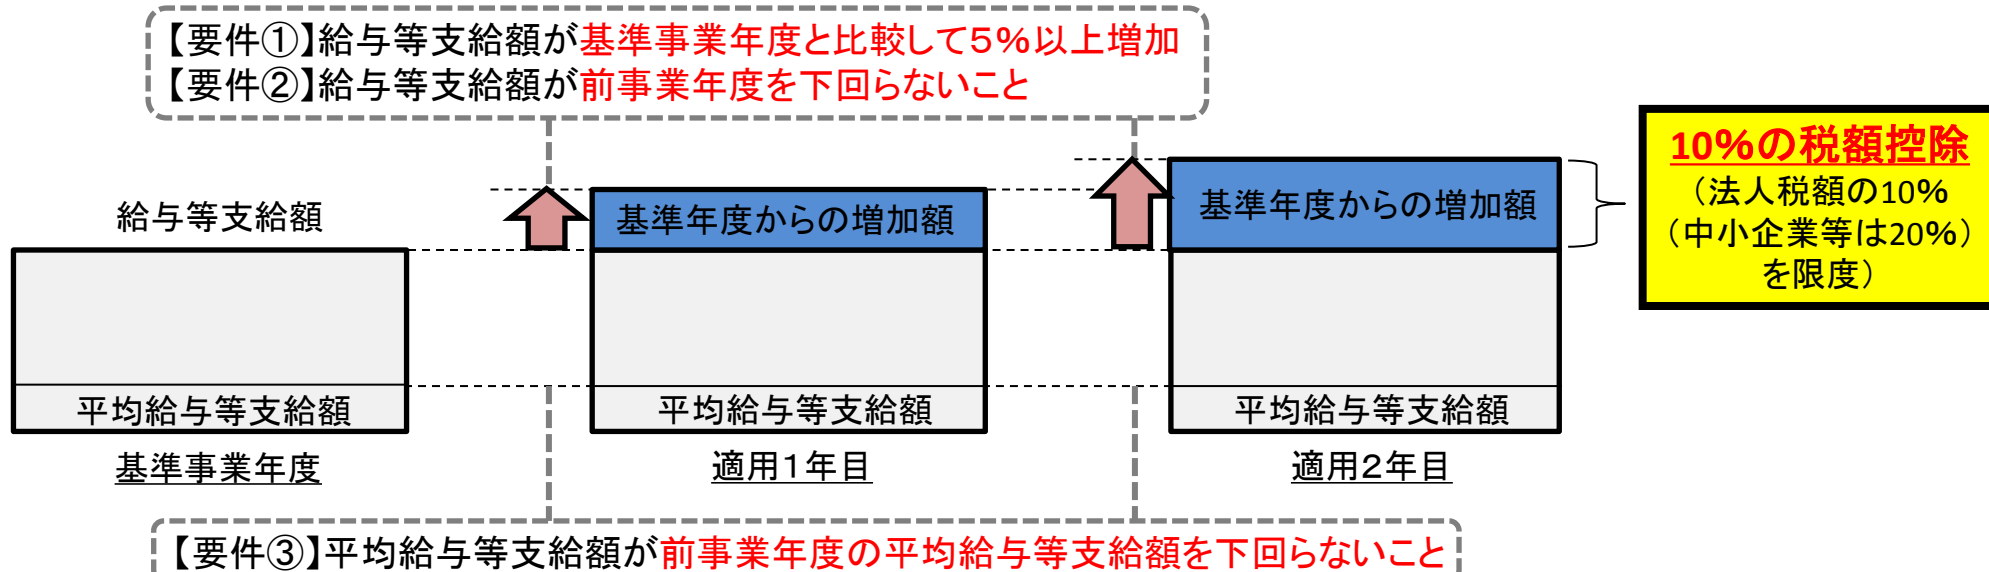 【要件①】給与等支給額が基準事業年度と比較して５％以上増加
【要件②】給与等支給額が前事業年度を下回らないこと
給与等支給額
基準年度からの増加額
基準年度からの増加額
10％の税額控除
（法人税額の10％
（中小企業等は20％）
を限度）
平均給与等支給額
平均給与等支給額
平均給与等支給額
基準事業年度
適用１年目
適用２年目
【要件③】平均給与等支給額が前事業年度の平均給与等支給額を下回らないこと